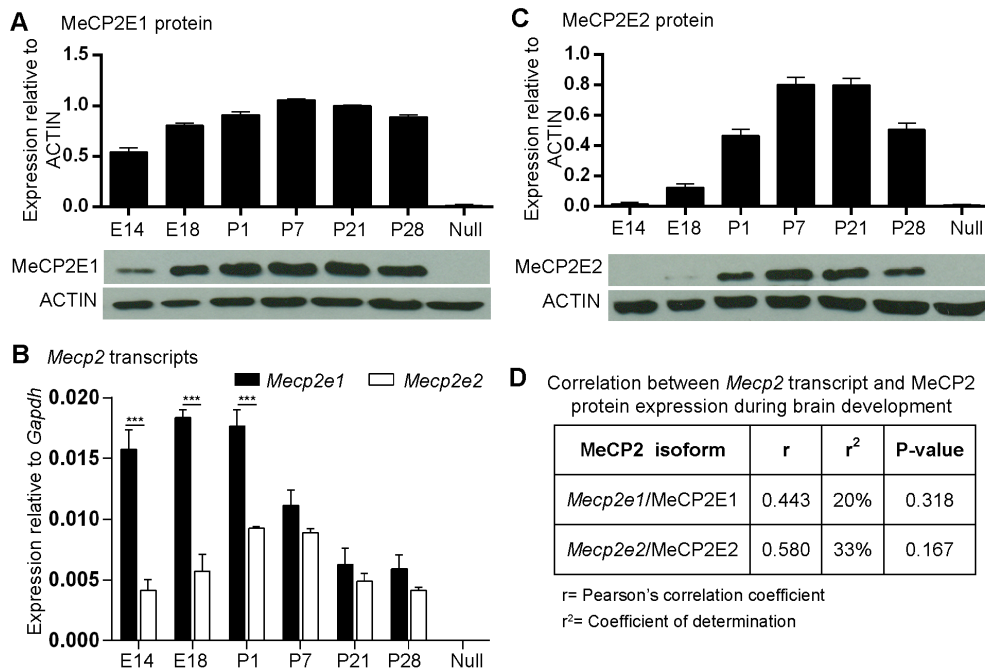 A MeCP2E1 protein
Expression relative to
ACTIN
1.5
1.0
0.5
0.0
E14 E18 P1 P7 P21 P28 Null
MeCP2E1
ACTIN
C MeCP2E2 protein
Expression relative to
ACTIN
1.0
0.8
0.6
0.4
0.2
0.0
E14 E18 P1 P7 P21 P28 Null
MeCP2E2
ACTIN
B Mecp2 transcripts
Mecp2e1 Mecp2e2
Expression relative to Gapdh
0.020
0.015
0.010
0.005
0.000
*** *** ***
E14 E18 P1 P7 P21 P28 Null
D Correlation between Mecp2 transcript and MeCP2
protein expression during brain development
MeCP2 isoform r r² P-value
Mecp2e1/MeCP2E1 0.443 20% 0.318
Mecp2e2/MeCP2E2 0.580 33% 0.167
r= Pearson's correlation coefficient
r²= Coefficient of determination